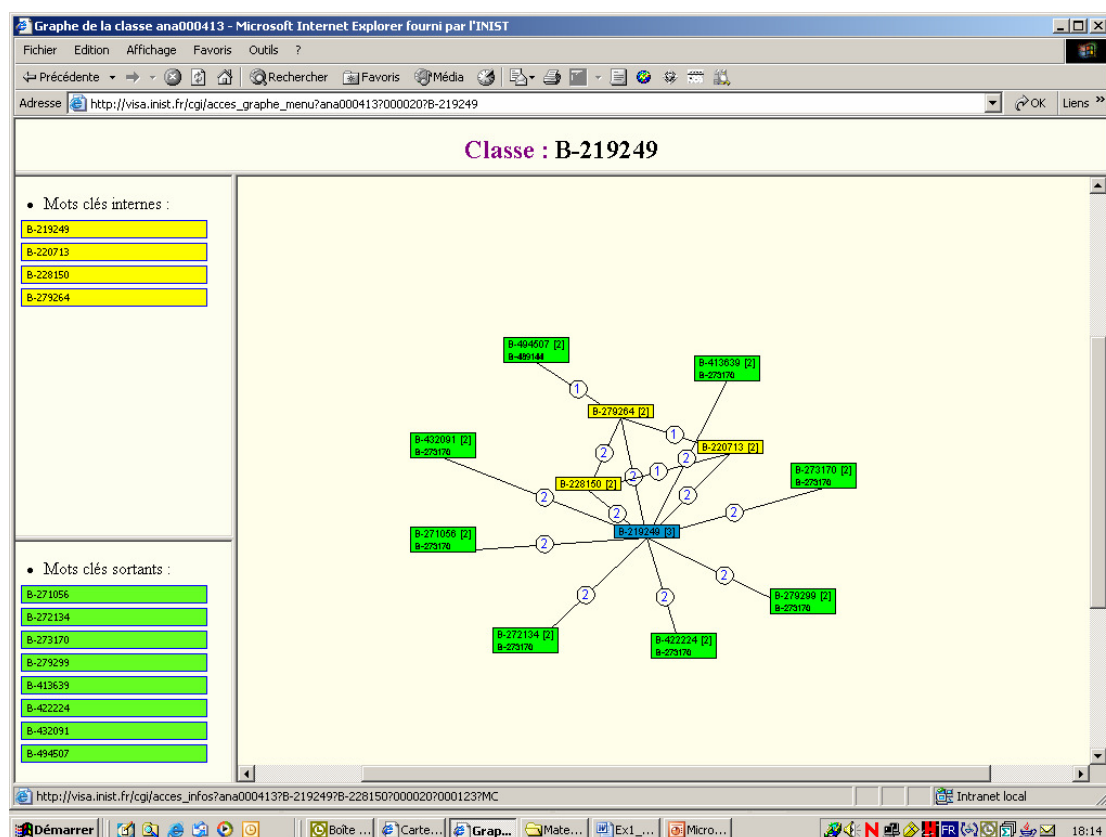 Graphe de la classe ana000413 - Microsoft Internet Explorer fourni par l'INIST
Fichier Edition Affichage Favoris Outils ?
Précédente Rechercher Favoris Média
Adresse http://visa.inist.fr/cgi/acces_graphe_menu?ana000413?000020?B-219249 OK Liens »
Classe : B-219249
• Mots clés internes :
B-219249
B-220713
B-228150
B-279264
• Mots clés sortants :
B-271056
B-272134
B-273170
B-279299
B-413639
B-422224
B-432091
B-494507
B-494507 [2]
B-413639 [2]
B-273170
1
B-279264 [2]
1
B-432091 [2]
B-273170
B-220713 [2]
2
2
1
2
B-273170 [2]
B-273170
B-228150 [2]
2
2
2
2
2
B-219249 [3]
B-271056 [2]
B-273170
2
2
B-279299 [2]
B-273170
2
2
B-272134 [2]
B-273170
B-422224 [2]
B-273170
http://visa.inist.fr/cgi/acces_infos?ana000413?B-219249?B-228150?000020?000123?MC Intranet local
Démarrer Boîte ... Carte... Grap... Mate... Ex1_... Micro... FR 18:14